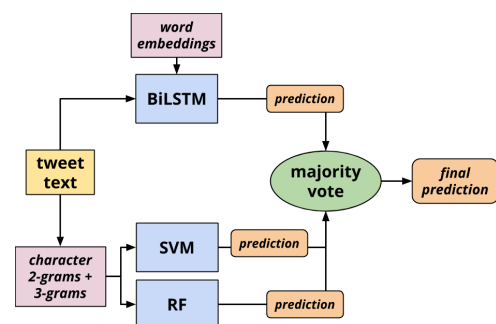 word
embeddings
BiLSTM
prediction
tweet
text
majority
vote
final
prediction
character
2-grams +
3-grams
SVM
prediction
RF
prediction